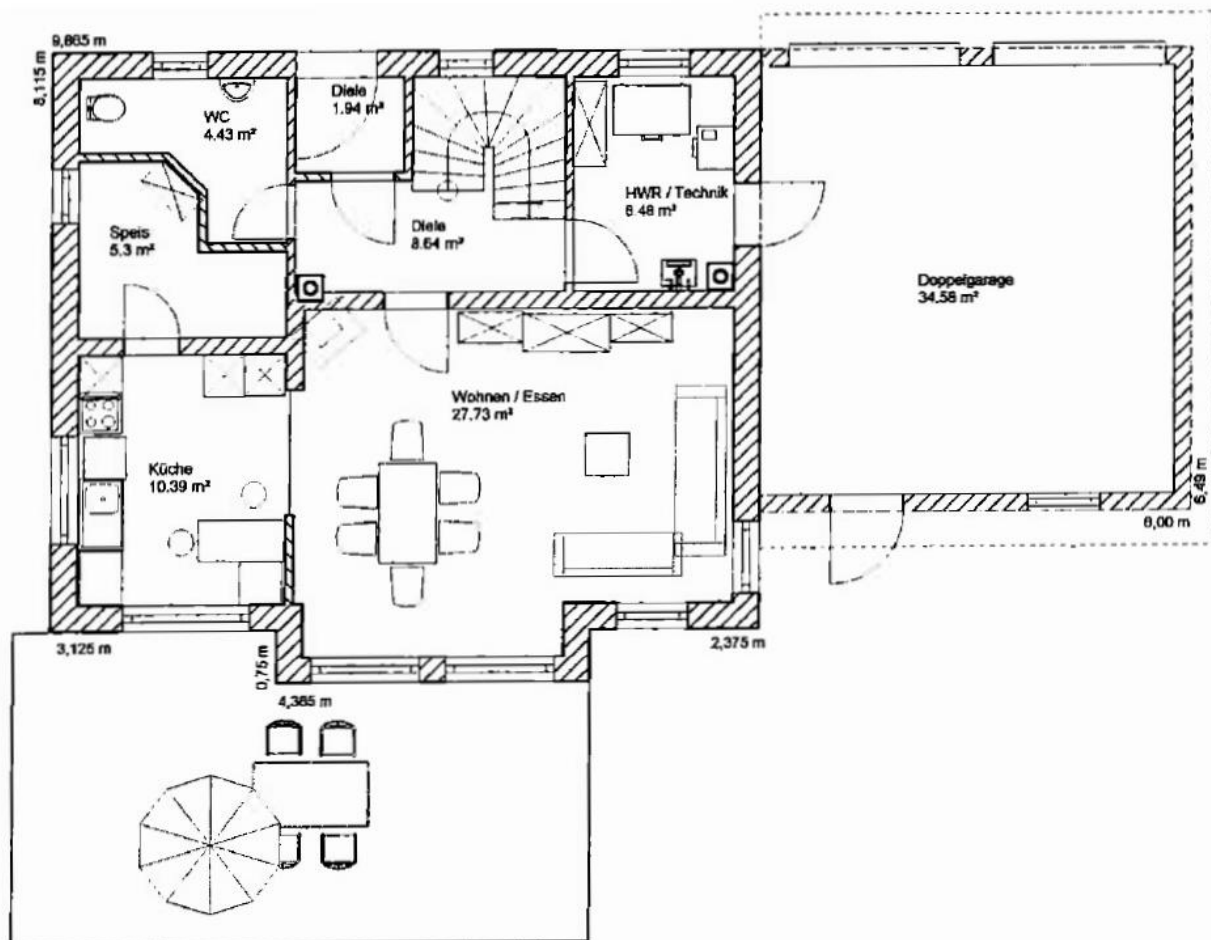 9,865 m
8,115 m
WC
4.43 m²
Diele
1.94 m²
HWR / Technik
6.48 m²
Speis
5.3 m²
Diele
8.64 m²
Doppelgarage
34.58 m²
Wohnen / Essen
27.73 m²
Küche
10.39 m²
6,49 m
6,00 m
3,125 m
0,75 m
2,375 m
4,365 m